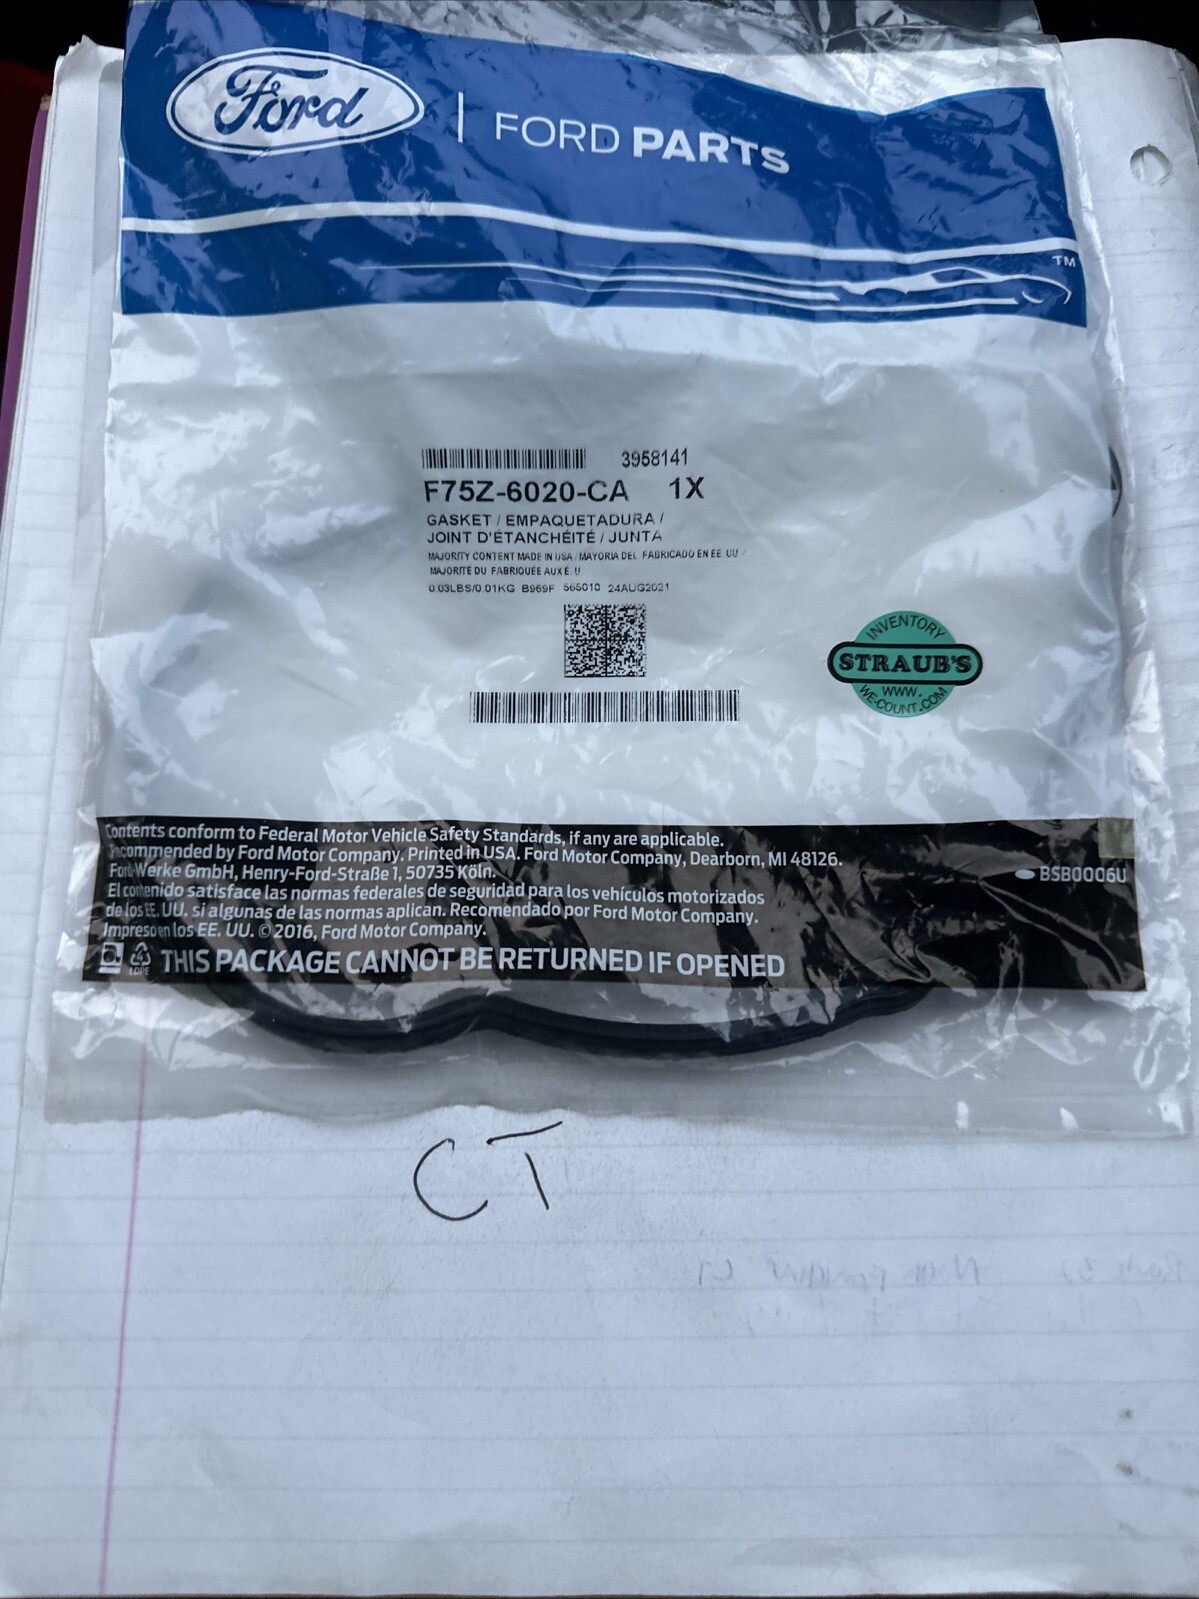 Ford | FORD PARTS
TM
3958141
F75Z-6020-CA 1X
GASKET / EMPAQUETADURA /
JOINT D'ÉTANCHÉITÉ / JUNTA
MAJORITY CONTENT MADE IN USA / MAYORIA DEL FABRICADO EN EE. UU /
MAJORITÉ DU FABRIQUÉE AUX É. U
0.03LBS/0.01KG B969F 565010 24AUG2021
INVENTORY
STRAUB'S
WWW.
WE-COUNT.COM
Contents conform to Federal Motor Vehicle Safety Standards, if any are applicable.
Recommended by Ford Motor Company. Printed in USA. Ford Motor Company, Dearborn, MI 48126.
Ford-Werke GmbH, Henry-Ford-Straße 1, 50735 Köln.
BSB0006U
El contenido satisface las normas federales de seguridad para los vehículos motorizados
de los EE. UU. si algunas de las normas aplican. Recomendado por Ford Motor Company.
Impreso en los EE. UU. © 2016, Ford Motor Company.
4
LDPE
THIS PACKAGE CANNOT BE RETURNED IF OPENED
CT